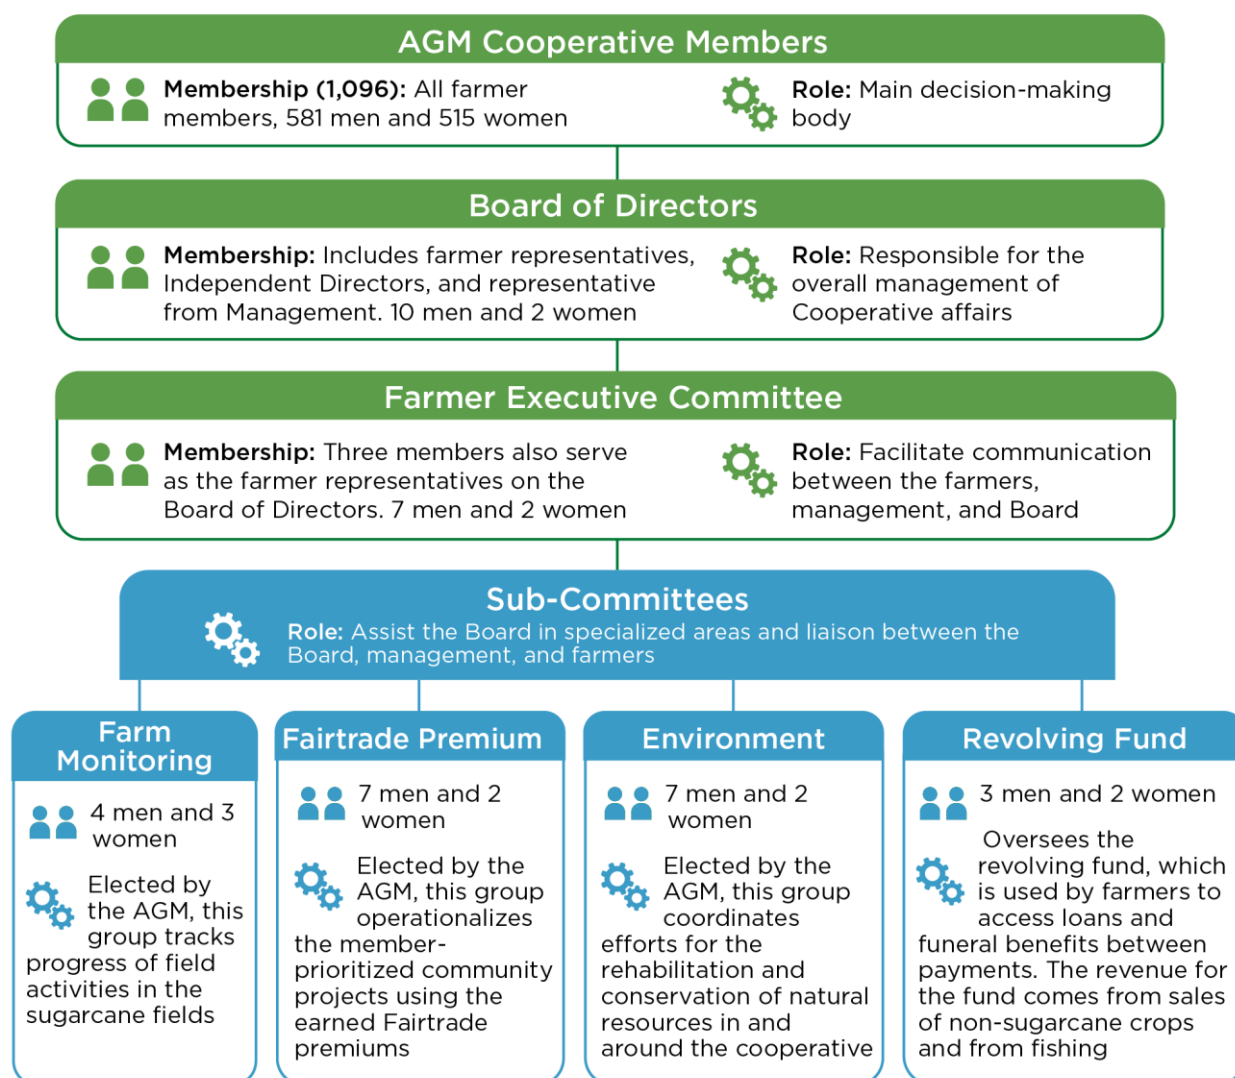 AGM Cooperative Members
Membership (1,096): All farmer
members, 581 men and 515 women
Role: Main decision-making
body
Board of Directors
Membership: Includes farmer representatives,
Independent Directors, and representative
from Management. 10 men and 2 women
Role: Responsible for the
overall management of
Cooperative affairs
Farmer Executive Committee
Membership: Three members also serve
as the farmer representatives on the
Board of Directors. 7 men and 2 women
Role: Facilitate communication
between the farmers,
management, and Board
Sub-Committees
Role: Assist the Board in specialized areas and liaison between the
Board, management, and farmers
Farm
Monitoring
4 men and 3
women
Elected by
the AGM, this
group tracks
progress of field
activities in the
sugarcane fields
Fairtrade Premium
7 men and 2
women
Elected by the
AGM, this group
operationalizes
the member-
prioritized community
projects using the
earned Fairtrade
premiums
Environment
7 men and 2
women
Elected by the
AGM, this group
coordinates
efforts for the
rehabilitation and
conservation of natural
resources in and
around the cooperative
Revolving Fund
3 men and 2 women
Oversees the
revolving fund, which
is used by farmers to
access loans and
funeral benefits between
payments. The revenue for
the fund comes from sales
of non-sugarcane crops
and from fishing